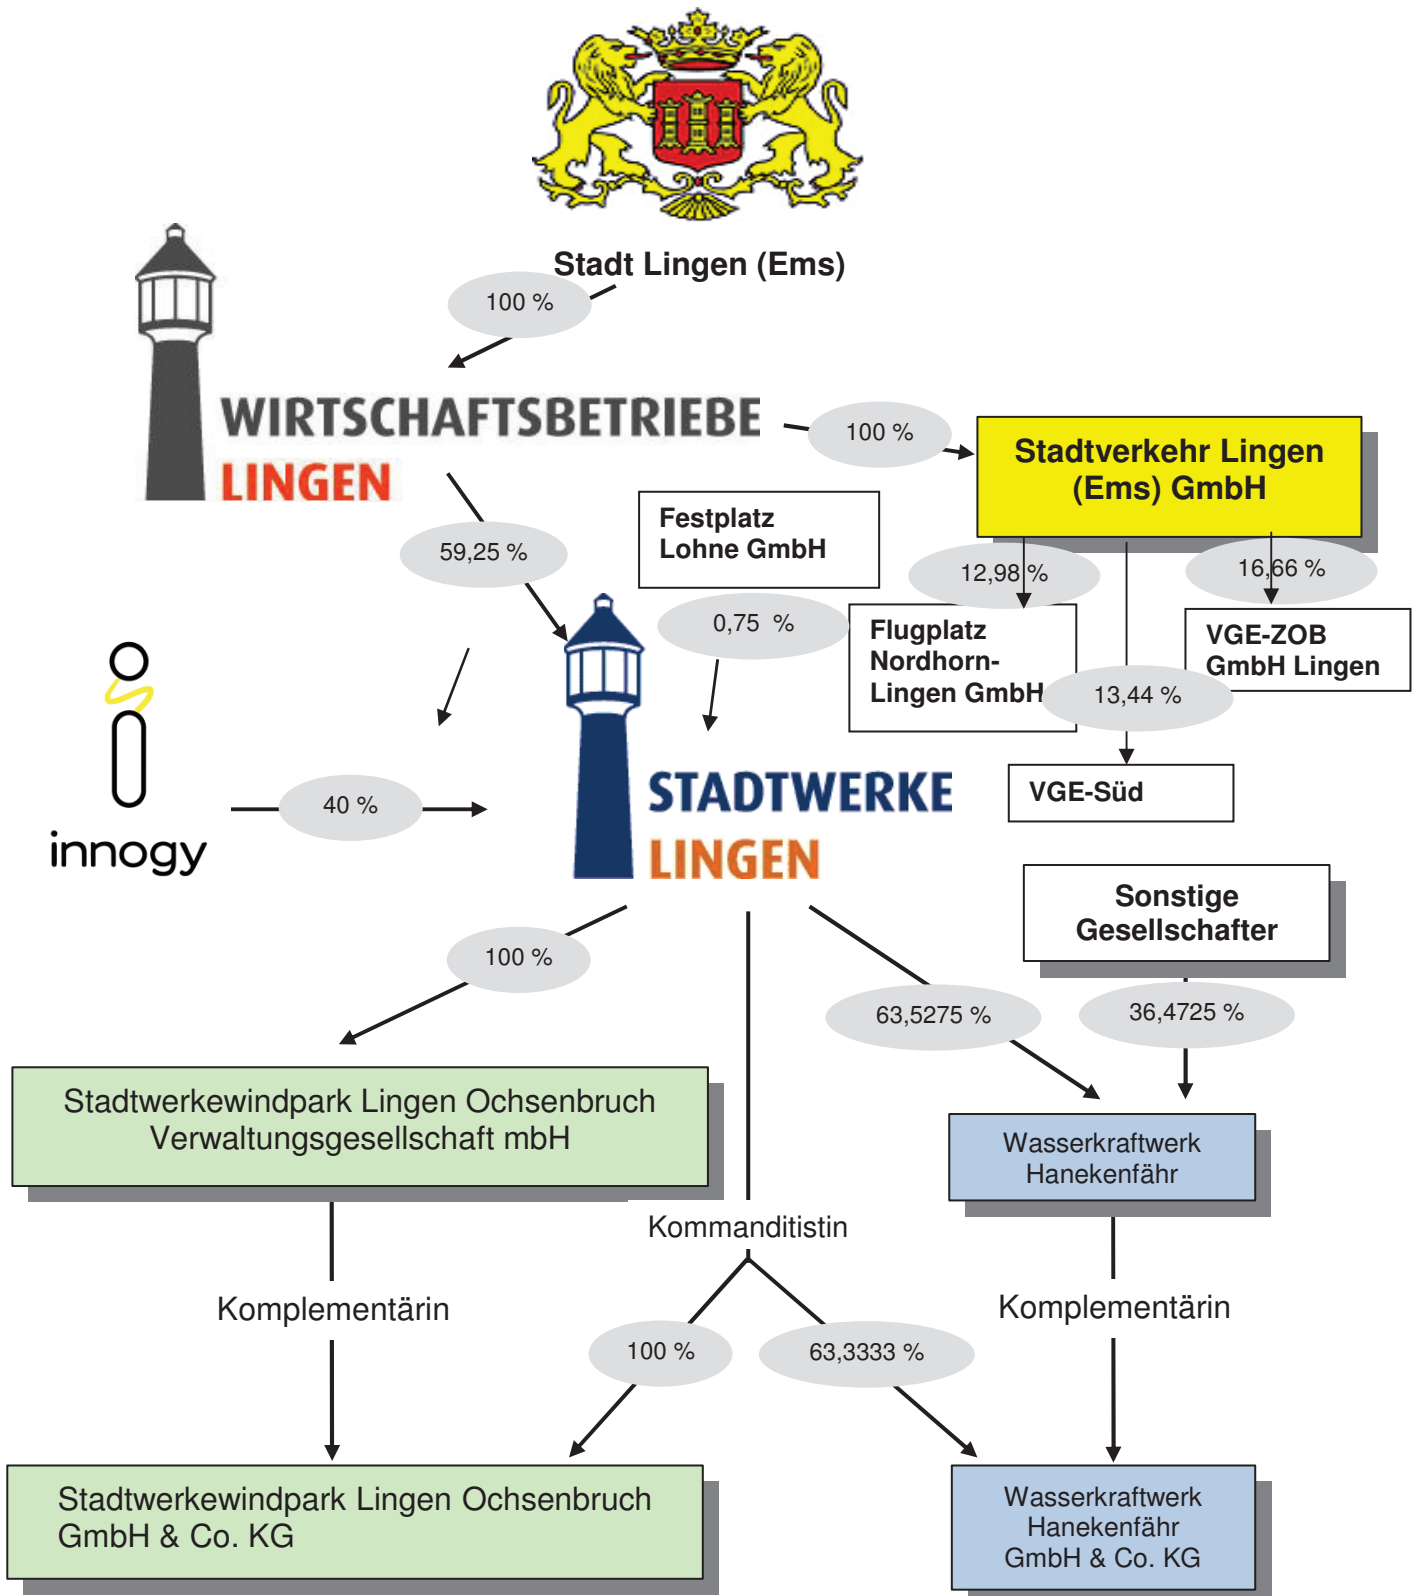 Stadt Lingen (Ems)
100 %
WIRTSCHAFTSBETRIEBE
LINGEN
100 %
Stadtverkehr Lingen
(Ems) GmbH
59,25 %
Festplatz
Lohne GmbH
0,75 %
12,98 %
16,66 %
Flugplatz
Nordhorn-
Lingen GmbH
VGE-ZOB
GmbH Lingen
13,44 %
VGE-Süd
innogy
40 %
STADTWERKE
LINGEN
Sonstige
Gesellschafter
100 %
63,5275 %
36,4725 %
Stadtwerkewindpark Lingen Ochsenbruch
Verwaltungsgesellschaft mbH
Wasserkraftwerk
Hanekenfähr
Kommanditistin
Komplementärin
Komplementärin
100 %
63,3333 %
Stadtwerkewindpark Lingen Ochsenbruch
GmbH & Co. KG
Wasserkraftwerk
Hanekenfähr
GmbH & Co. KG